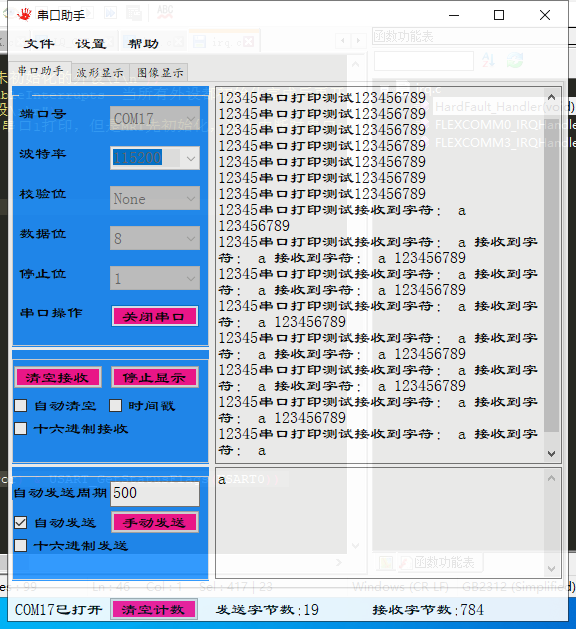 串口助手
文件 设置 帮助
函数功能表
串口助手 波形显示 图像显示
端口号 COM17
波特率 115200
校验位 None
数据位 8
停止位 1
串口操作 关闭串口
清空接收 停止显示
自动清空 时间戳
十六进制接收
自动发送周期 500
自动发送 手动发送
十六进制发送
12345串口打印测试123456789
12345串口打印测试123456789
12345串口打印测试123456789
12345串口打印测试123456789
12345串口打印测试123456789
12345串口打印测试123456789
12345串口打印测试123456789
12345串口打印测试接收到字符: a
123456789
12345串口打印测试接收到字符: a 接收到字
符: a 接收到字符: a 123456789
12345串口打印测试接收到字符: a 接收到字
符: a 接收到字符: a 123456789
12345串口打印测试接收到字符: a 接收到字
符: a 123456789
12345串口打印测试接收到字符: a 接收到字
符: a 接收到字符: a 123456789
12345串口打印测试接收到字符: a 接收到字
符: a 接收到字符: a 接收到字
符: a 123456789
12345串口打印测试接收到字符: a 接收到字
符: a
a
HardFault_Handler(void)
FLEXCOMM0_IRQHandle
FLEXCOMM3_IRQHandle
函数功能表
Ln : 46 Col : 1 Sel : 417 | 23 Windows (CR LF) GB2312 (Simplified)
COM17已打开 清空计数 发送字节数:19 接收字节数:784